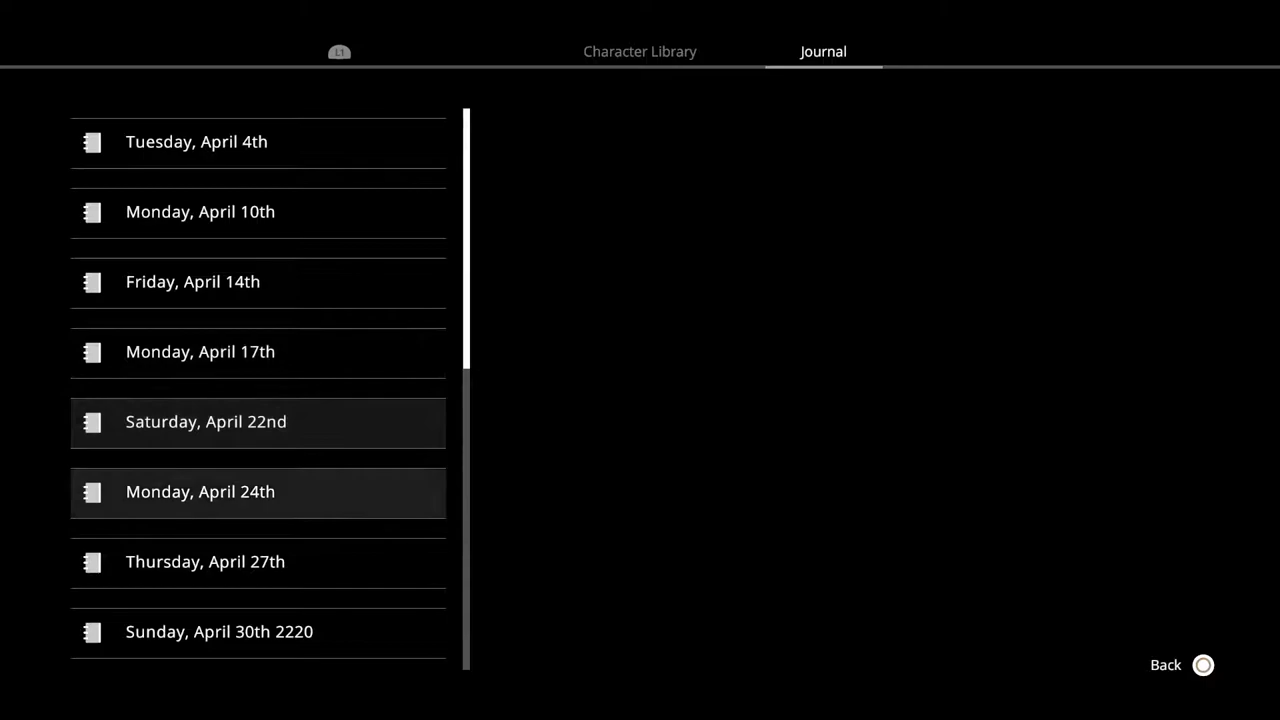 L1
Character Library
Journal
Tuesday, April 4th
Monday, April 10th
Friday, April 14th
Monday, April 17th
Saturday, April 22nd
Monday, April 24th
Thursday, April 27th
Sunday, April 30th 2220
Back